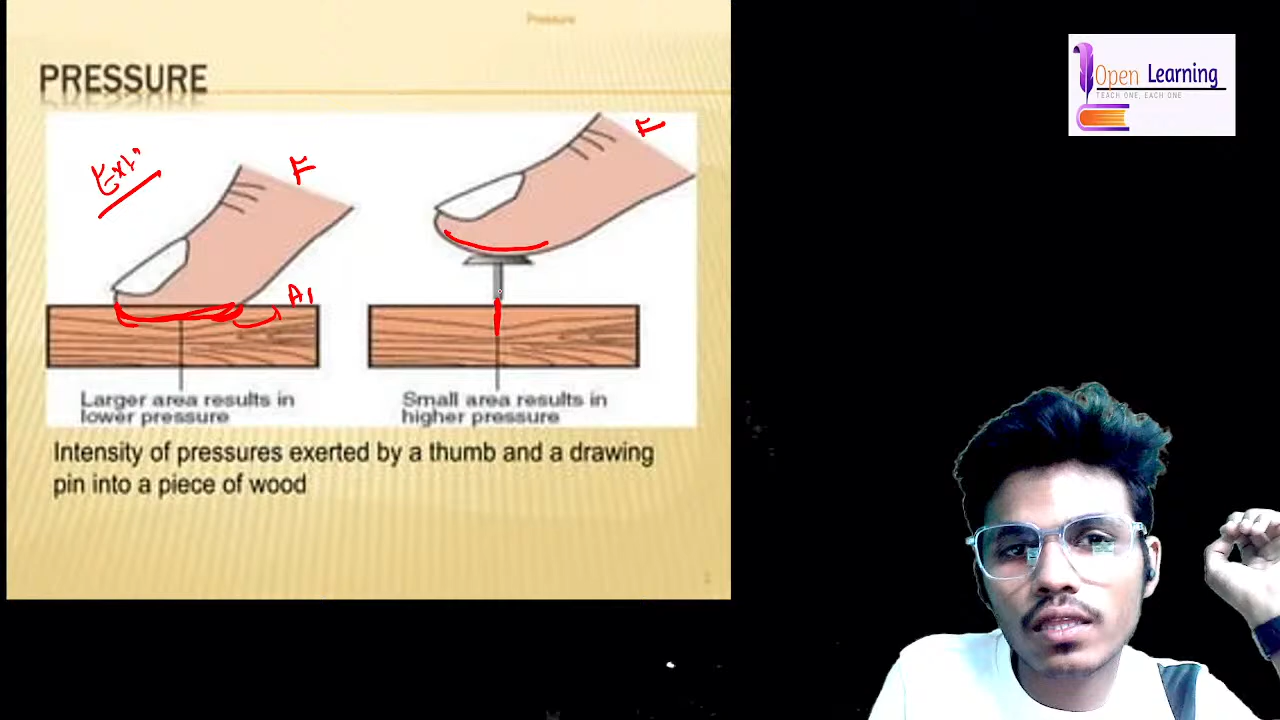 Pressure
PRESSURE
Open Learning
TEACH ONE, EACH ONE
Ex1:
F
F
A1
Larger area results in
lower pressure
Small area results in
higher pressure
Intensity of pressures exerted by a thumb and a drawing
pin into a piece of wood